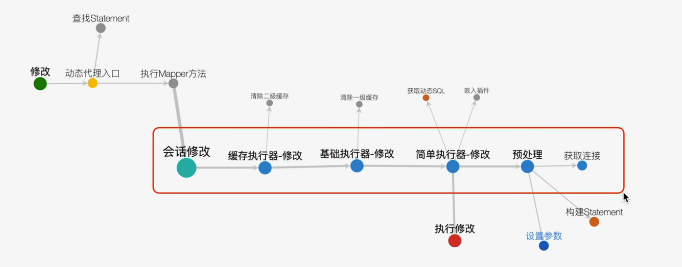 查找Statement
修改
动态代理入口
执行Mapper方法
清除二级缓存
清除一级缓存
获取动态SQL
嵌入插件
会话修改
缓存执行器-修改
基础执行器-修改
简单执行器-修改
预处理
获取连接
构建Statement
执行修改
设置参数